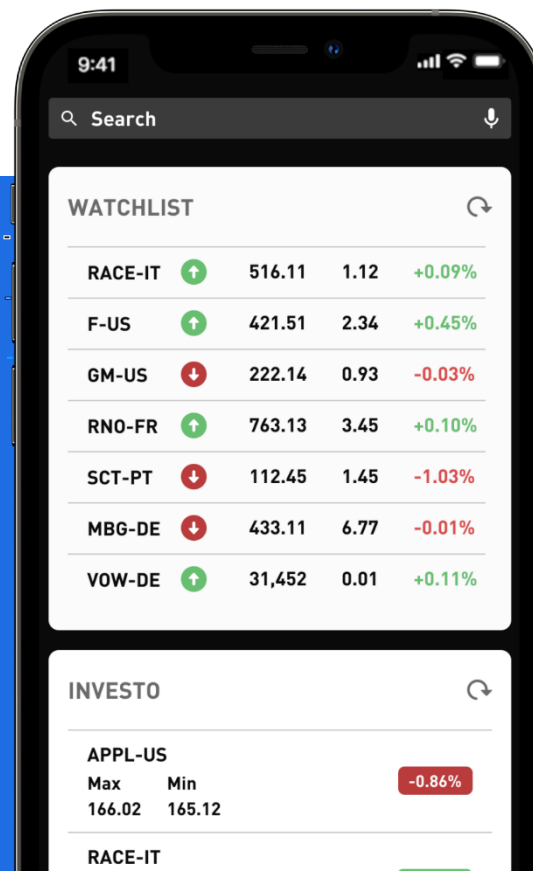 9:41
Search
WATCHLIST
RACE-IT 516.11 1.12 +0.09%
F-US 421.51 2.34 +0.45%
GM-US 222.14 0.93 -0.03%
RNO-FR 763.13 3.45 +0.10%
SCT-PT 112.45 1.45 -1.03%
MBG-DE 433.11 6.77 -0.01%
VOW-DE 31,452 0.01 +0.11%
INVESTO
APPL-US
Max Min -0.86%
166.02 165.12
RACE-IT